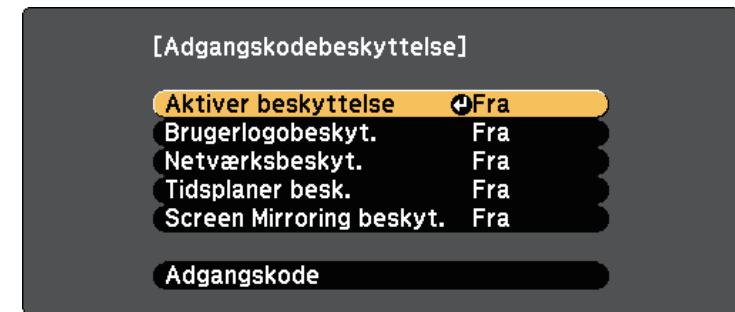 [Adgangskodebeskyttelse]
Aktiver beskyttelse Fra
Brugerlogobeskyt. Fra
Netværksbeskyt. Fra
Tidsplaner besk. Fra
Screen Mirroring beskyt. Fra
Adgangskode